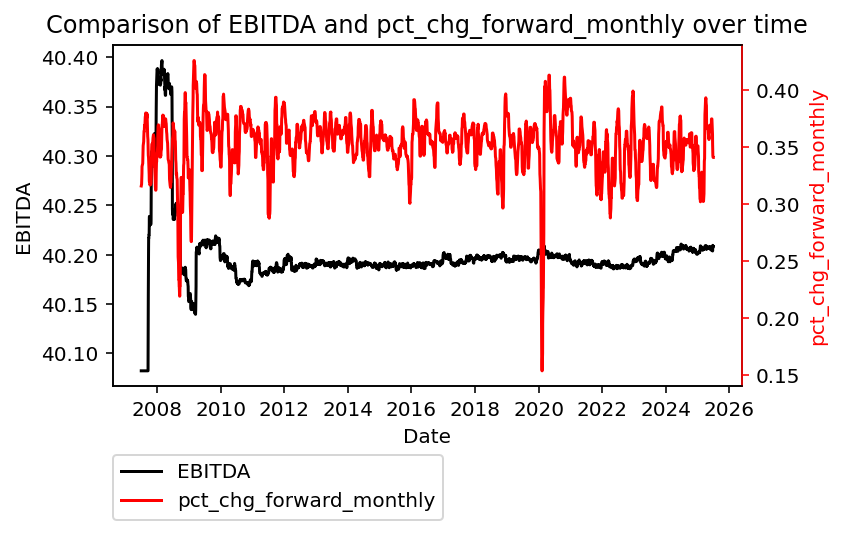 Comparison of EBITDA and pct_chg_forward_monthly over time
40.40
40.35
40.30
40.25
40.20
40.15
40.10
EBITDA
0.40
0.35
0.30
0.25
0.20
0.15
pct_chg_forward_monthly
2008 2010 2012 2014 2016 2018 2020 2022 2024 2026
Date
EBITDA
pct_chg_forward_monthly